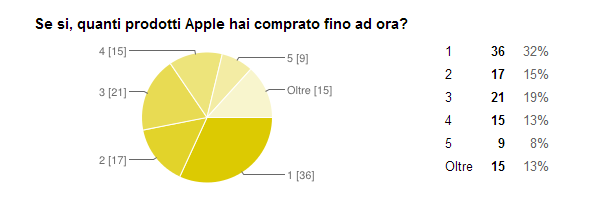 Se si, quanti prodotti Apple hai comprato fino ad ora?
4 [15]
5 [9]
3 [21]
Oltre [15]
2 [17]
1 [36]
1 36 32%
2 17 15%
3 21 19%
4 15 13%
5 9 8%
Oltre 15 13%